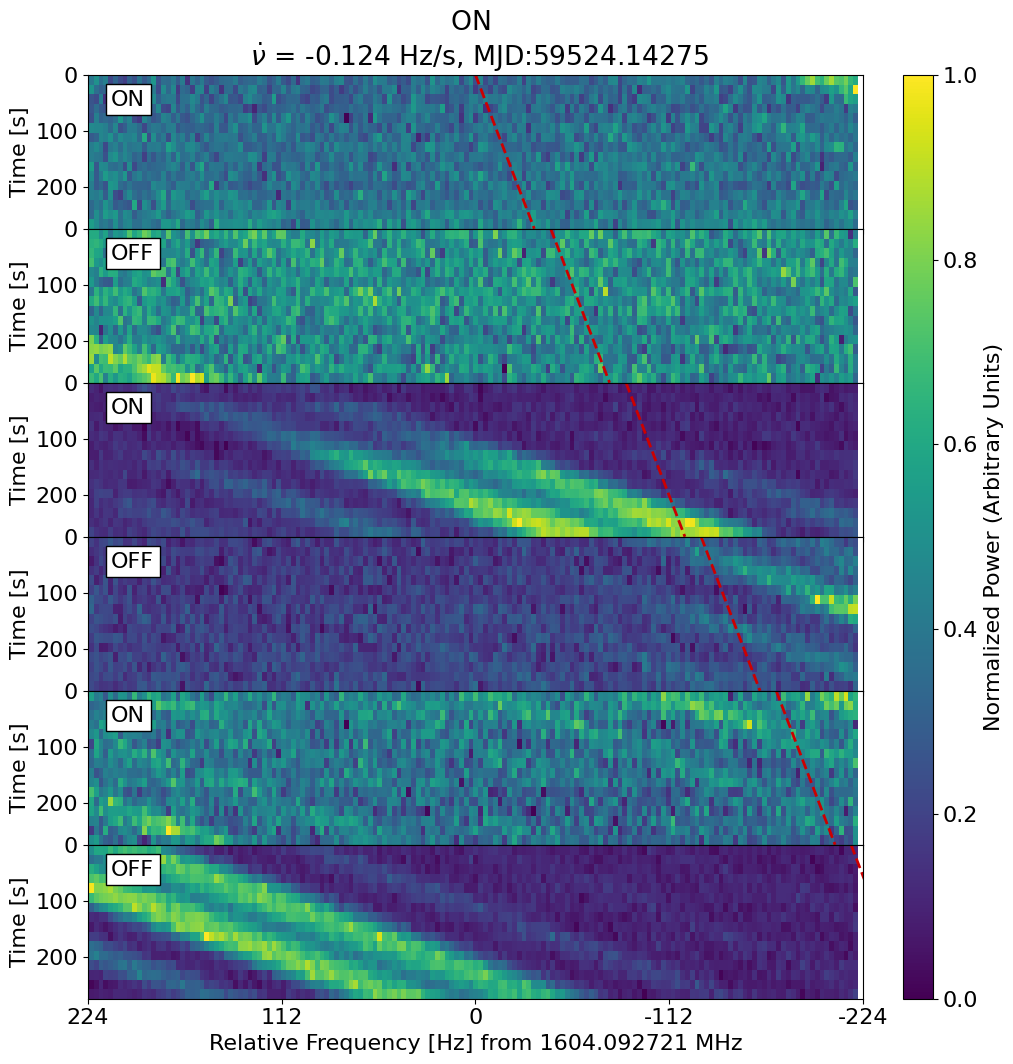 ON
ν̇ = -0.124 Hz/s, MJD:59524.14275
0
100
200
Time [s]
ON
0
100
200
Time [s]
OFF
0
100
200
Time [s]
ON
0
100
200
Time [s]
OFF
0
100
200
Time [s]
ON
0
100
200
Time [s]
OFF
224
112
0
-112
-224
Relative Frequency [Hz] from 1604.092721 MHz
1.0
0.8
0.6
0.4
0.2
0.0
Normalized Power (Arbitrary Units)